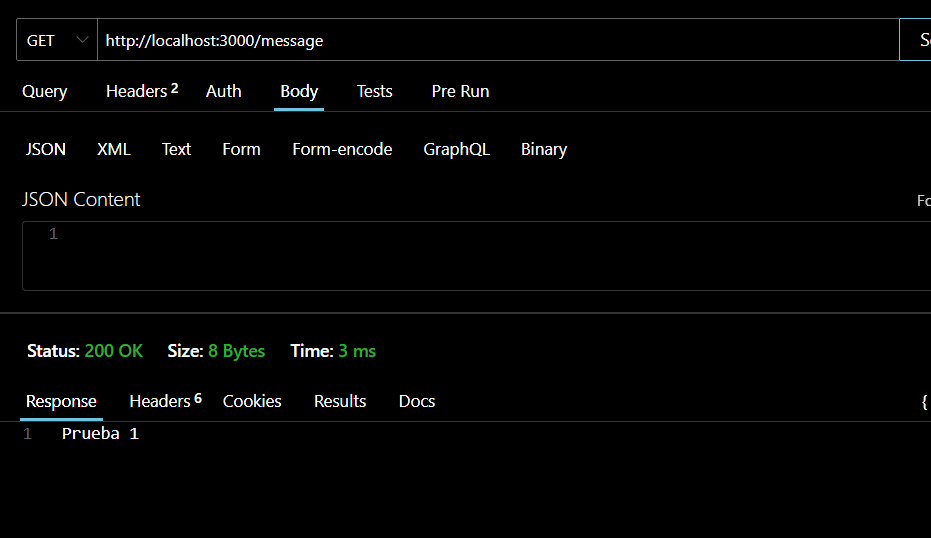 GET http://localhost:3000/message
Query Headers 2 Auth Body Tests Pre Run
JSON XML Text Form Form-encode GraphQL Binary
JSON Content
1
Status: 200 OK Size: 8 Bytes Time: 3 ms
Response Headers 6 Cookies Results Docs {
1 Prueba 1